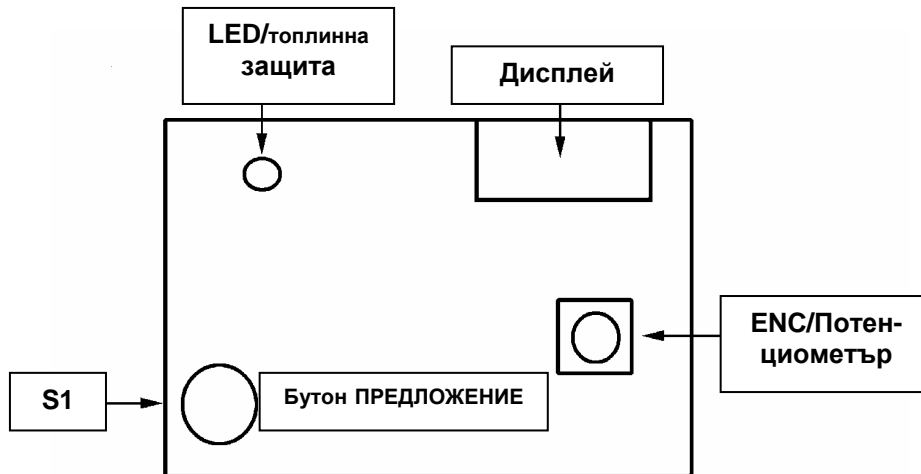 LED/топлинна
защита
Дисплей
ENC/Потен-
циометър
S1
Бутон ПРЕДЛОЖЕНИЕ